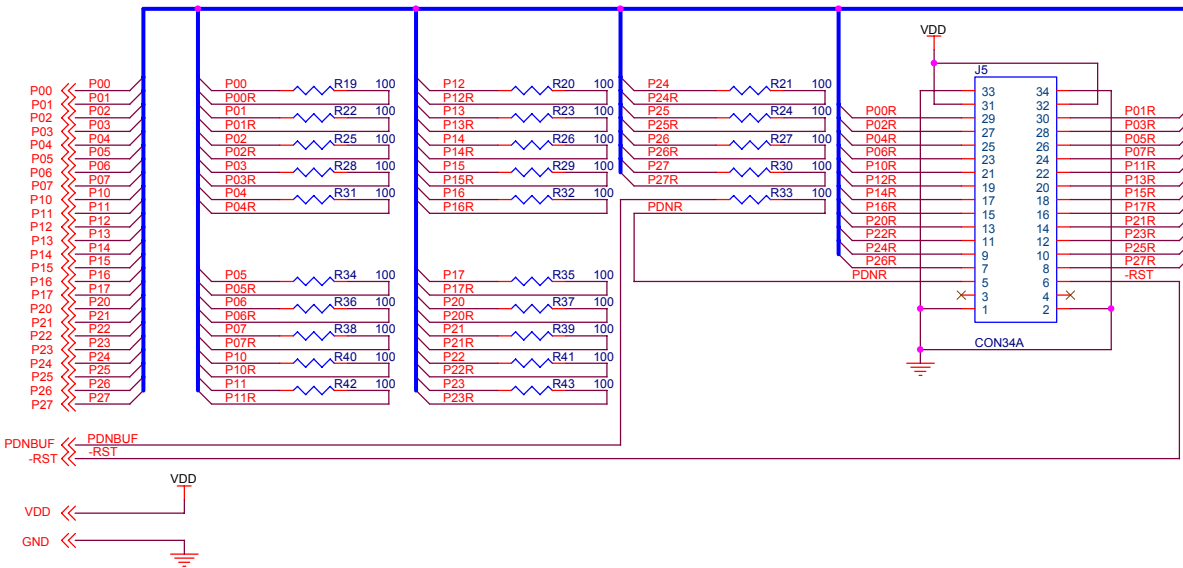 VDD
J5
P00 P00
P01 P01
P02 P02
P03 P03
P04 P04
P05 P05
P06 P06
P07 P07
P10 P10
P11 P11
P12 P12
P13 P13
P14 P14
P15 P15
P16 P16
P17 P17
P20 P20
P21 P21
P22 P22
P23 P23
P24 P24
P25 P25
P26 P26
P27 P27
P00 R19 100
P00R
P01 R22 100
P01R
P02 R25 100
P02R
P03 R28 100
P03R
P04 R31 100
P04R
P05 R34 100
P05R
P06 R36 100
P06R
P07 R38 100
P07R
P10 R40 100
P10R
P11 R42 100
P11R
P12 R20 100
P12R
P13 R23 100
P13R
P14 R26 100
P14R
P15 R29 100
P15R
P16 R32 100
P16R
P17 R35 100
P17R
P20 R37 100
P20R
P21 R39 100
P21R
P22 R41 100
P22R
P23 R43 100
P23R
P24 R21 100
P24R
P25 R24 100
P25R
P26 R27 100
P26R
P27 R30 100
P27R
R33 100
PDNR
33 34
31 32
P00R 29 30 P01R
P02R 27 28 P03R
P04R 25 26 P05R
P06R 23 24 P07R
P10R 21 22 P11R
P12R 19 20 P13R
P14R 17 18 P15R
P16R 15 16 P17R
P20R 13 14 P21R
P22R 11 12 P23R
P24R 9 10 P25R
P26R 7 8 P27R
PDNR 5 6 -RST
3 4
1 2
CON34A
PDNBUF PDNBUF
-RST -RST
VDD
VDD
GND